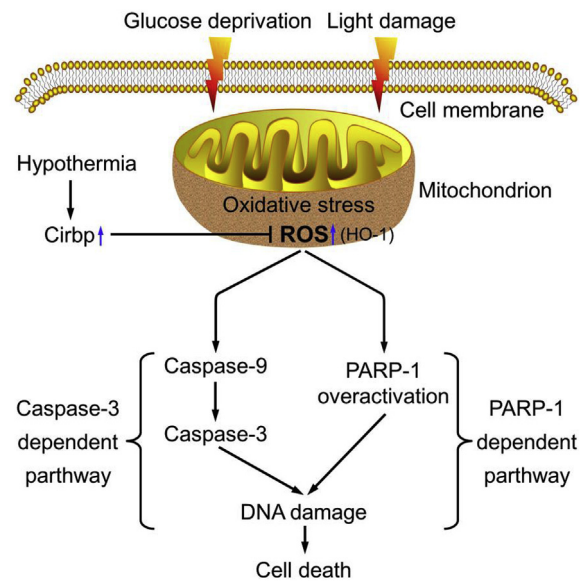 Glucose deprivation
Light damage
Cell membrane
Hypothermia
Mitochondrion
Oxidative stress
Cirbp
ROS (HO-1)
Caspase-9
PARP-1
overactivation
Caspase-3
dependent
parthway
Caspase-3
PARP-1
dependent
parthway
DNA damage
Cell death